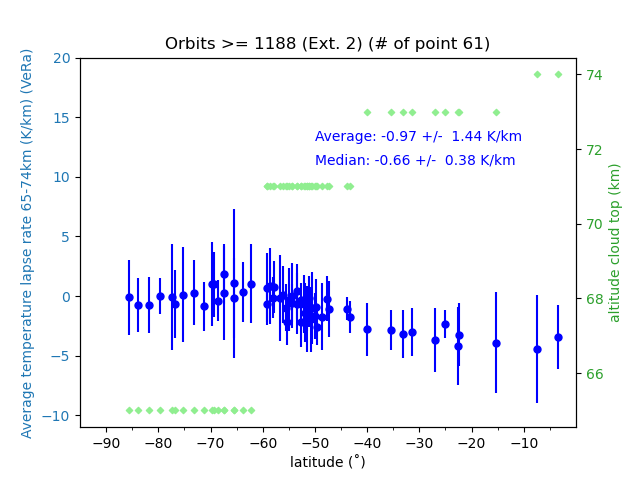 Orbits >= 1188 (Ext. 2) (# of point 61)
Average temperature lapse rate 65-74km (K/km) (VeRa)
20
15
10
5
0
−5
−10
Average: -0.97 +/-  1.44 K/km
Median: -0.66 +/-  0.38 K/km
74
72
70
68
66
altitude cloud top (km)
−90 −80 −70 −60 −50 −40 −30 −20 −10
latitude (˚)